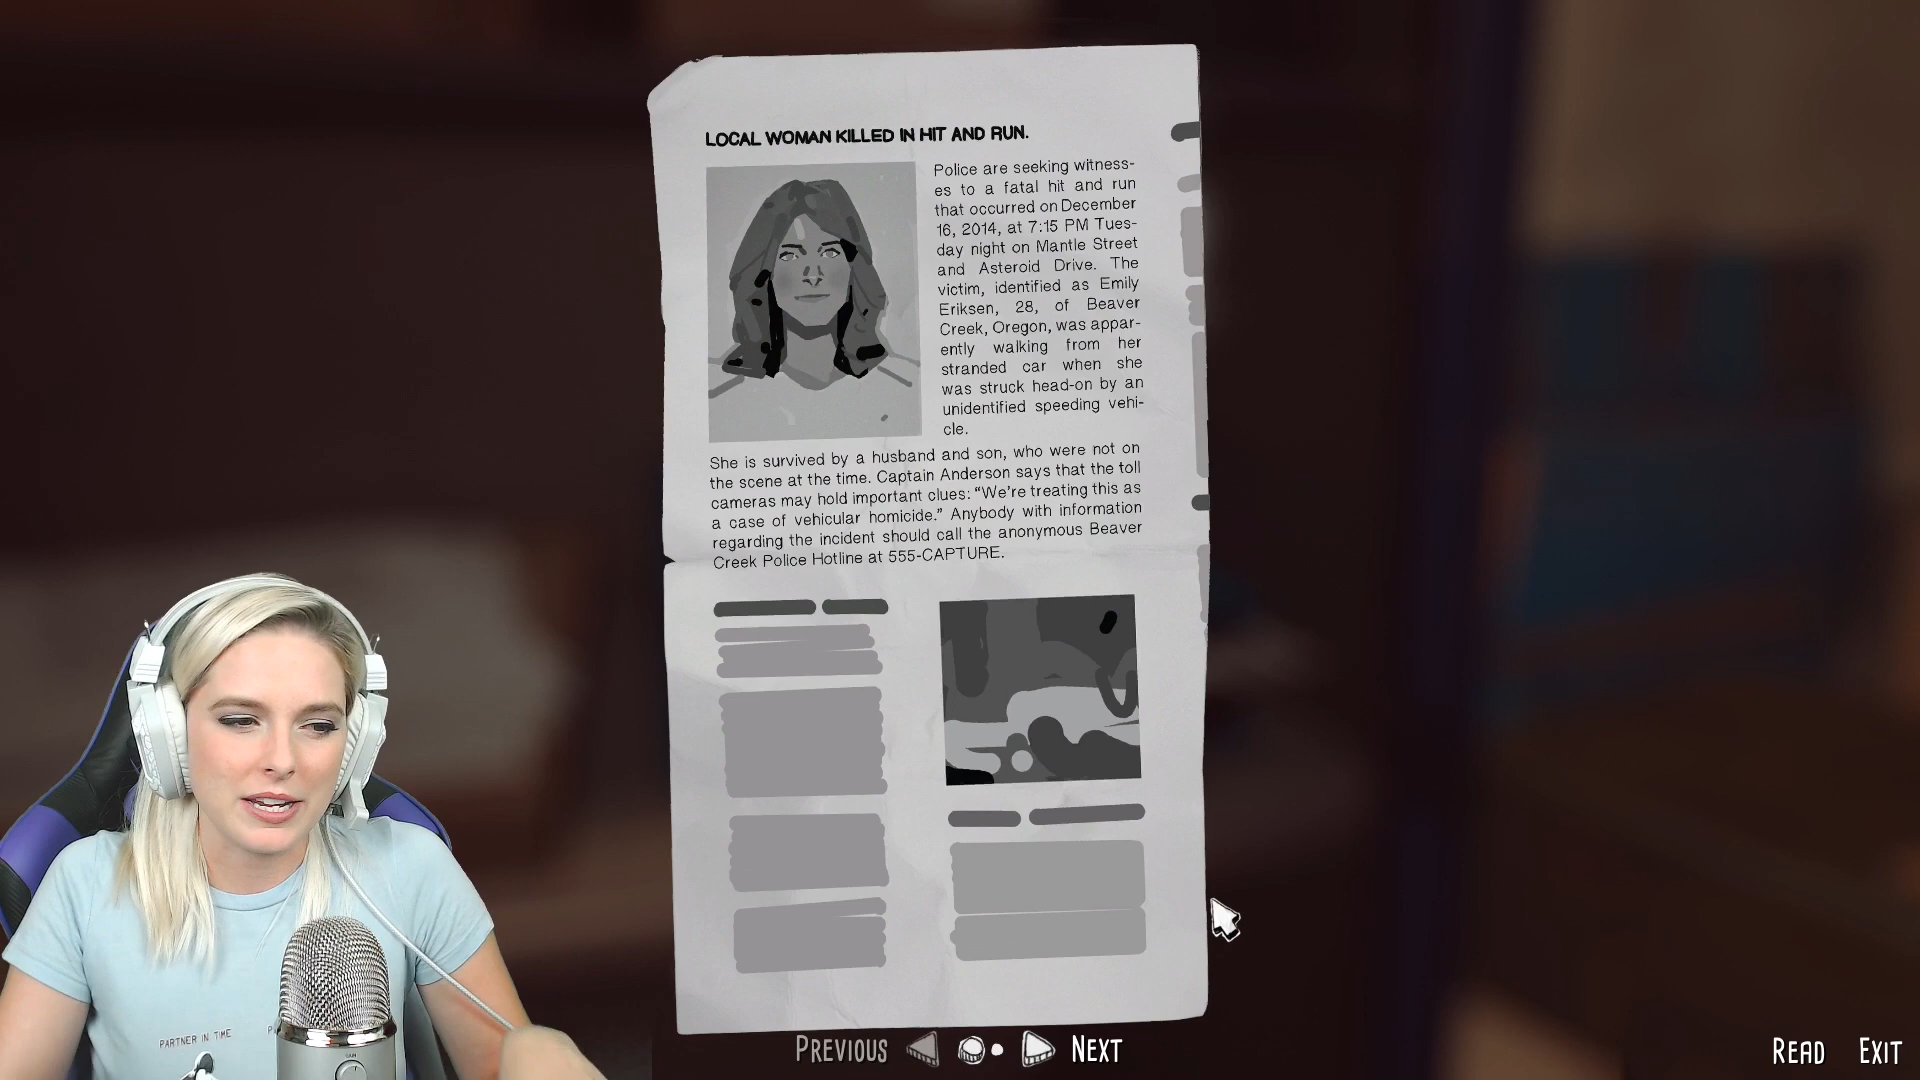 LOCAL WOMAN KILLED IN HIT AND RUN.
Police are seeking witness-
es to a fatal hit and run
that occurred on December
16, 2014, at 7:15 PM Tues-
day night on Mantle Street
and Asteroid Drive. The
victim, identified as Emily
Eriksen, 28, of Beaver
Creek, Oregon, was appar-
ently walking from her
stranded car when she
was struck head-on by an
unidentified speeding vehi-
cle.
She is survived by a husband and son, who were not on
the scene at the time. Captain Anderson says that the toll
cameras may hold important clues: “We’re treating this as
a case of vehicular homicide.” Anybody with information
regarding the incident should call the anonymous Beaver
Creek Police Hotline at 555-CAPTURE.
PARTNER IN TIME
PREVIOUS
NEXT
READ
EXIT